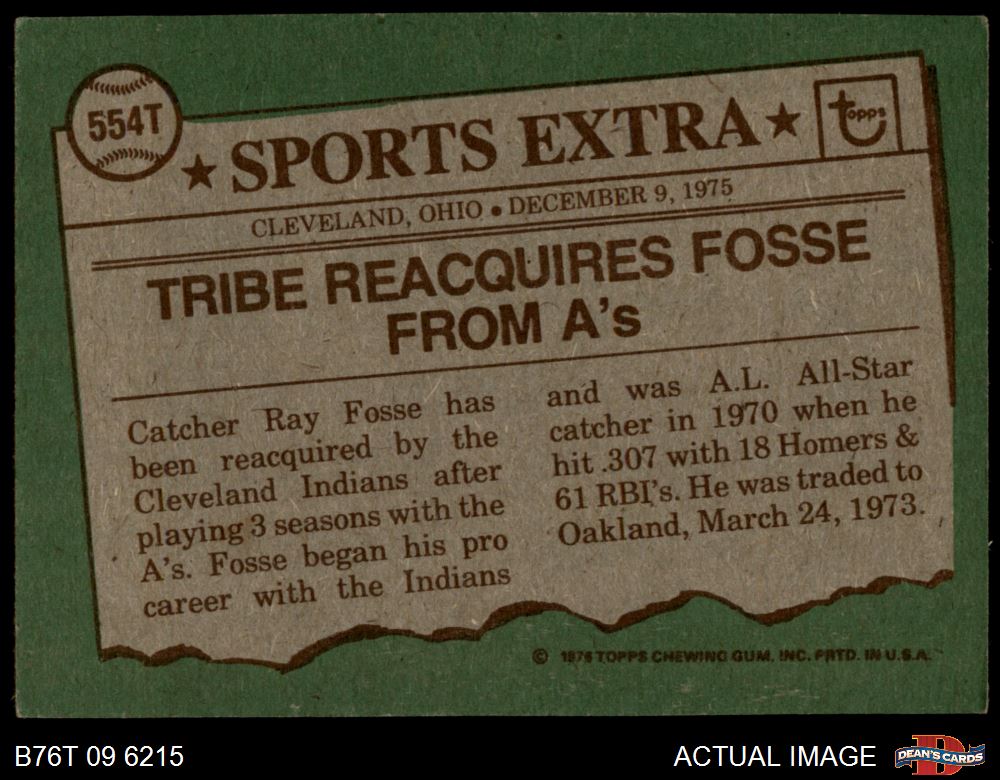 554T
★ SPORTS EXTRA ★
topps
CLEVELAND, OHIO • DECEMBER 9, 1975
TRIBE REACQUIRES FOSSE
FROM A's
Catcher Ray Fosse has
been reacquired by the
Cleveland Indians after
playing 3 seasons with the
A's. Fosse began his pro
career with the Indians
and was A.L. All-Star
catcher in 1970 when he
hit .307 with 18 Homers &
61 RBI's. He was traded to
Oakland, March 24, 1973.
© 1976 TOPPS CHEWING GUM, INC. PRTD. IN U.S.A.
B76T 09 6215
ACTUAL IMAGE
D
DEAN'S CARDS